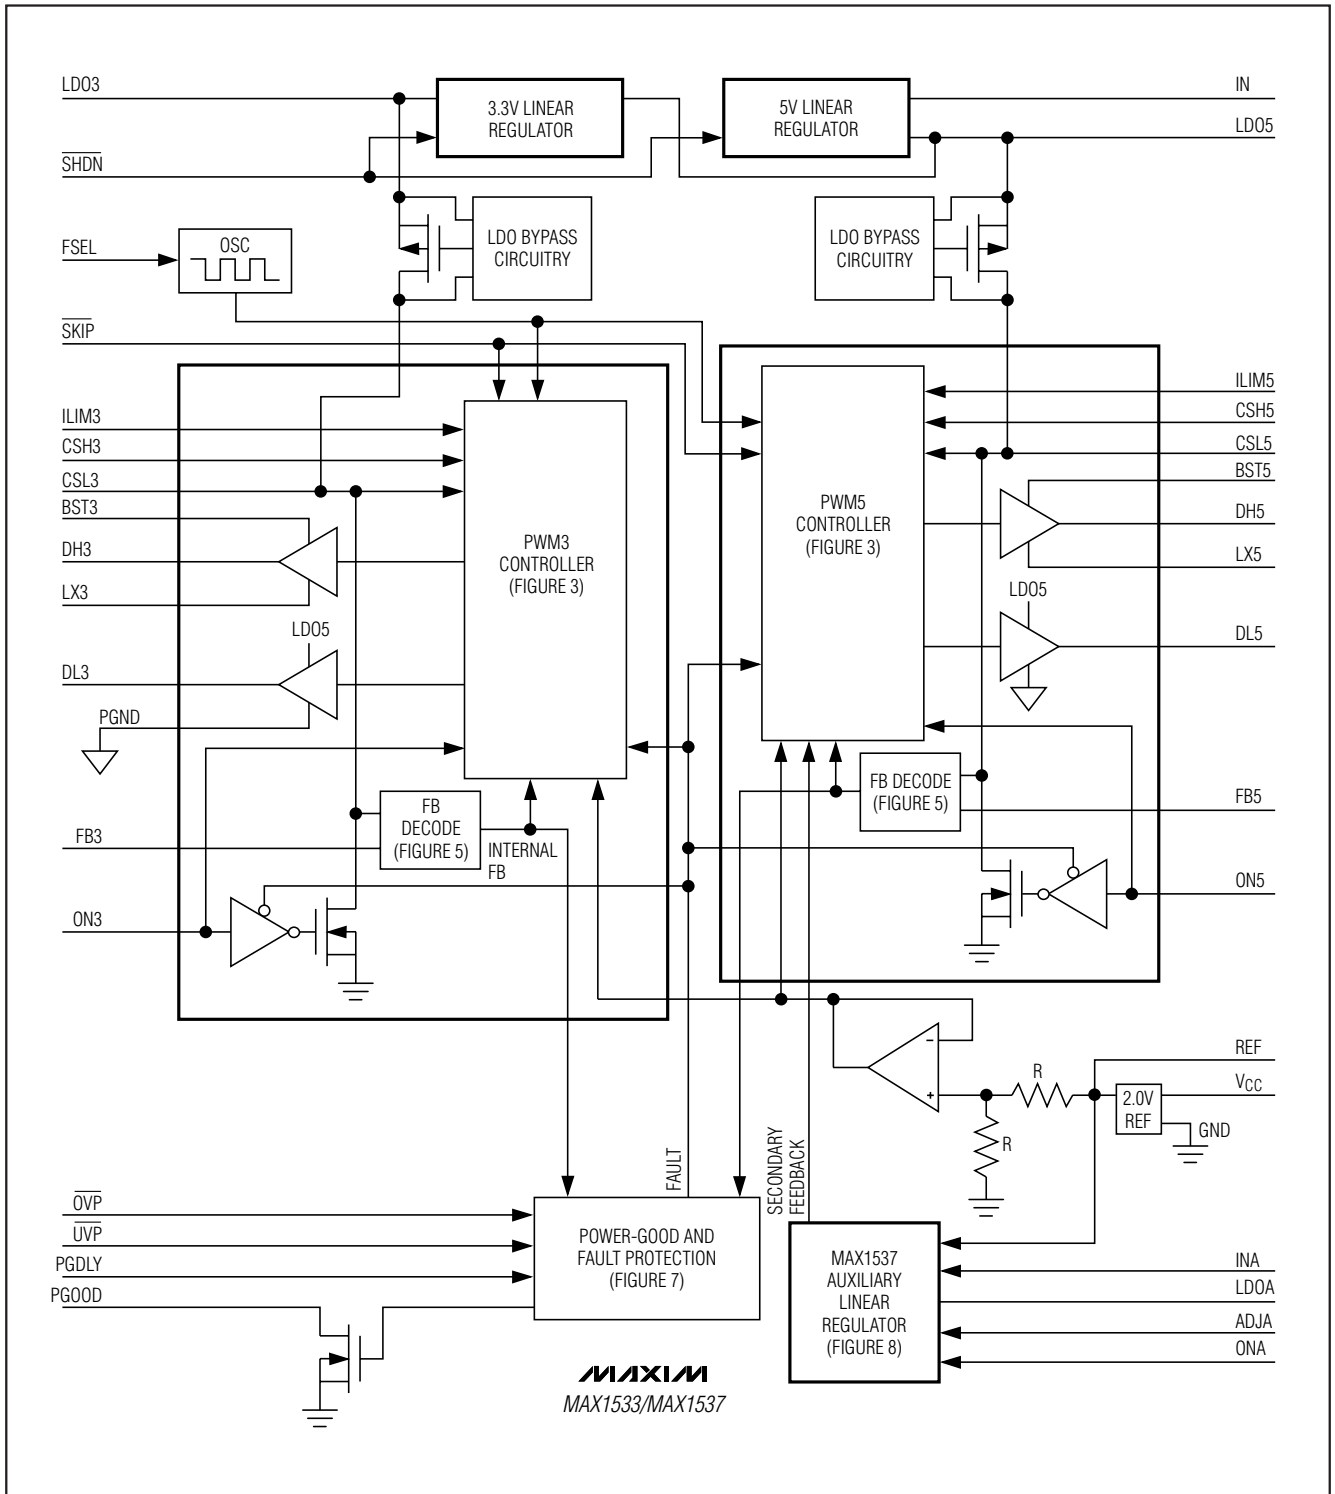 LDO3
3.3V LINEAR
REGULATOR
5V LINEAR
REGULATOR
IN
LDO5
SHDN
FSEL
OSC
LDO BYPASS
CIRCUITRY
LDO BYPASS
CIRCUITRY
SKIP
ILIM3
CSH3
CSL3
BST3
DH3
LX3
LDO5
DL3
PGND
PWM3
CONTROLLER
(FIGURE 3)
PWM5
CONTROLLER
(FIGURE 3)
ILIM5
CSH5
CSL5
BST5
DH5
LX5
LDO5
DL5
FB
DECODE
(FIGURE 5)
INTERNAL
FB
FB3
ON3
FB DECODE
(FIGURE 5)
FB5
ON5
-
+
R
R
REF
VCC
2.0V
REF
GND
FAULT
SECONDARY
FEEDBACK
OVP
UVP
PGDLY
PGOOD
POWER-GOOD AND
FAULT PROTECTION
(FIGURE 7)
MAX1537
AUXILIARY
LINEAR
REGULATOR
(FIGURE 8)
INA
LDOA
ADJA
ONA
MAXIM
MAX1533/MAX1537